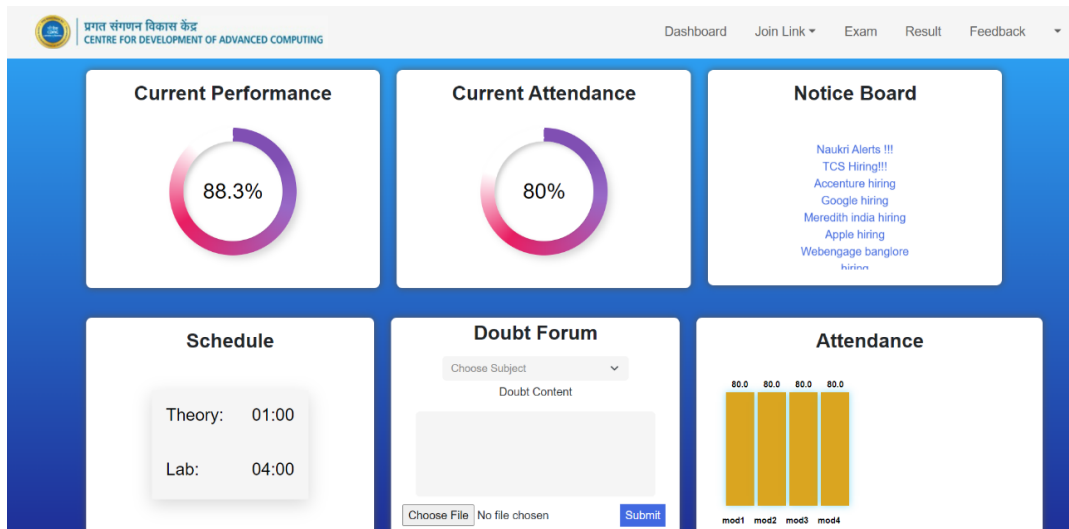 प्रगत संगणन विकास केंद्र
CENTRE FOR DEVELOPMENT OF ADVANCED COMPUTING
Dashboard Join Link Exam Result Feedback
Current Performance
88.3%
Current Attendance
80%
Notice Board
Naukri Alerts !!!
TCS Hiring!!!
Accenture hiring
Google hiring
Meredith india hiring
Apple hiring
Webengage banglore
hiring
Schedule
Theory: 01:00
Lab: 04:00
Doubt Forum
Choose Subject
Doubt Content
Choose File No file chosen
Submit
Attendance
80.0 80.0 80.0 80.0
mod1 mod2 mod3 mod4